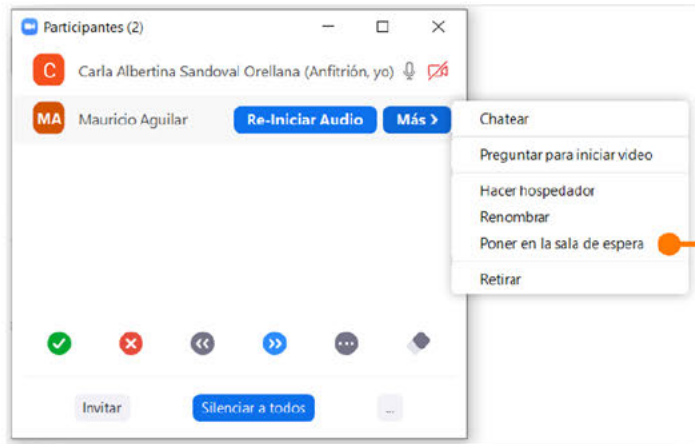 Participantes (2)
C Carla Albertina Sandoval Orellana (Anfitrión, yo)
MA Mauricio Aguilar Re-Iniciar Audio Más >
Chatear
Preguntar para iniciar video
Hacer hospedador
Renombrar
Poner en la sala de espera
Retirar
Invitar Silenciar a todos ...